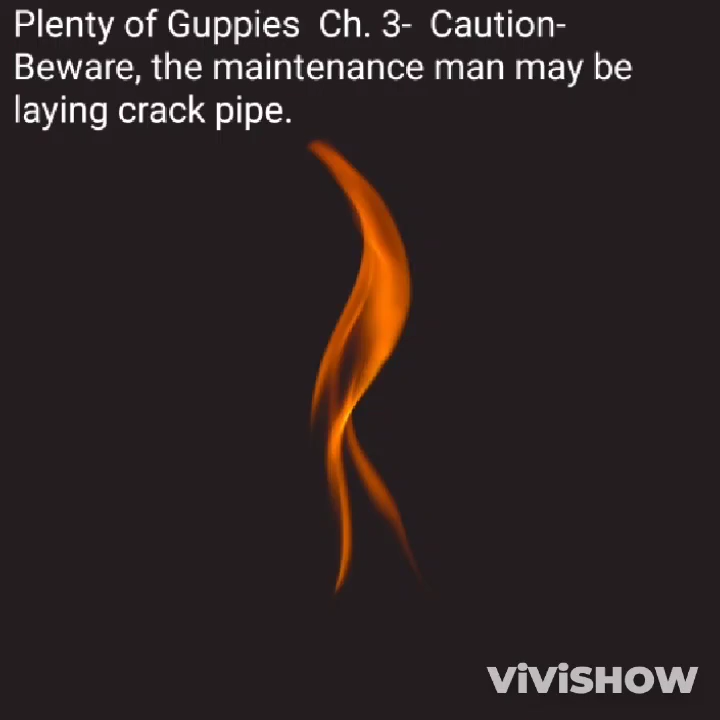 Plenty of Guppies  Ch. 3-  Caution-
Beware, the maintenance man may be
laying crack pipe.
ViViSHOW